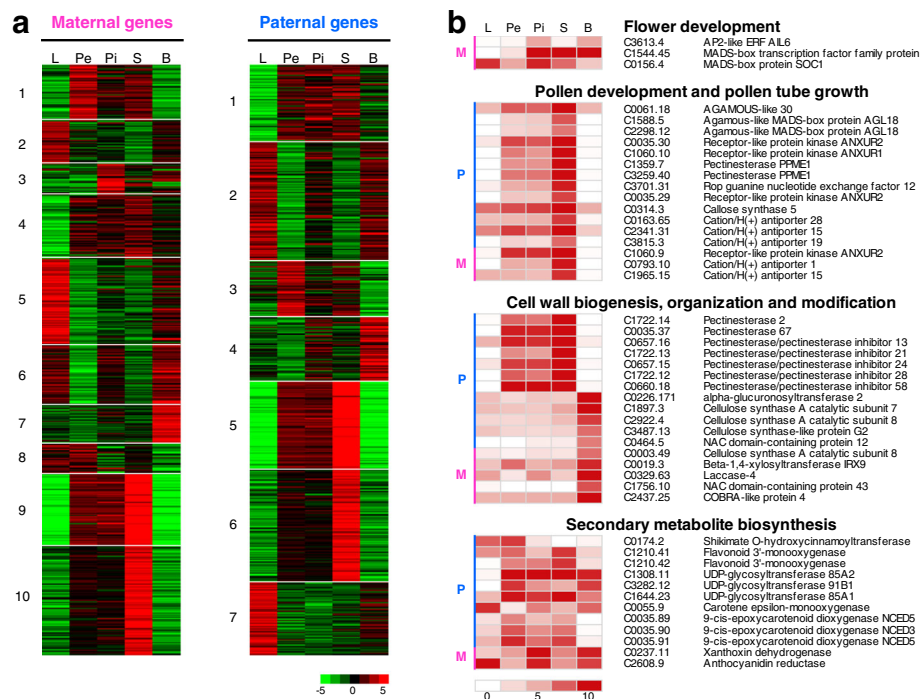 a
Maternal genes
Paternal genes
L Pe Pi S B
L Pe Pi S B
1
2
3
4
5
6
7
8
9
10
1
2
3
4
5
6
7
-5 0 5
b
L Pe Pi S B
Flower development
M
C3613.4 AP2-like ERF AIL6
C1544.45 MADS-box transcription factor family protein
C0156.4 MADS-box protein SOC1
Pollen development and pollen tube growth
P
C0061.18 AGAMOUS-like 30
C1588.5 Agamous-like MADS-box protein AGL18
C2298.12 Agamous-like MADS-box protein AGL18
C0035.30 Receptor-like protein kinase ANXUR2
C1060.10 Receptor-like protein kinase ANXUR1
C1359.7 Pectinesterase PPME1
C3259.40 Pectinesterase PPME1
C3701.31 Rop guanine nucleotide exchange factor 12
C0035.29 Receptor-like protein kinase ANXUR2
C0314.3 Callose synthase 5
C0163.65 Cation/H(+) antiporter 28
C2341.31 Cation/H(+) antiporter 15
C3815.3 Cation/H(+) antiporter 19
M
C1060.9 Receptor-like protein kinase ANXUR2
C0793.10 Cation/H(+) antiporter 1
C1965.15 Cation/H(+) antiporter 15
Cell wall biogenesis, organization and modification
P
C1722.14 Pectinesterase 2
C0035.37 Pectinesterase 67
C0657.16 Pectinesterase/pectinesterase inhibitor 13
C1722.13 Pectinesterase/pectinesterase inhibitor 21
C0657.15 Pectinesterase/pectinesterase inhibitor 24
C1722.12 Pectinesterase/pectinesterase inhibitor 28
C0660.18 Pectinesterase/pectinesterase inhibitor 58
C0226.171 alpha-glucuronosyltransferase 2
C1897.3 Cellulose synthase A catalytic subunit 7
C2922.4 Cellulose synthase A catalytic subunit 8
C3487.13 Cellulose synthase-like protein G2
C0464.5 NAC domain-containing protein 12
M
C0003.49 Cellulose synthase A catalytic subunit 8
C0019.3 Beta-1,4-xylosyltransferase IRX9
C0329.63 Laccase-4
C1756.10 NAC domain-containing protein 43
C2437.25 COBRA-like protein 4
Secondary metabolite biosynthesis
P
C0174.2 Shikimate O-hydroxycinnamoyltransferase
C1210.41 Flavonoid 3'-monooxygenase
C1210.42 Flavonoid 3'-monooxygenase
C1308.11 UDP-glycosyltransferase 85A2
C3282.12 UDP-glycosyltransferase 91B1
C1644.23 UDP-glycosyltransferase 85A1
C0055.9 Carotene epsilon-monooxygenase
C0035.89 9-cis-epoxycarotenoid dioxygenase NCED5
C0035.90 9-cis-epoxycarotenoid dioxygenase NCED3
C0035.91 9-cis-epoxycarotenoid dioxygenase NCED5
M
C0237.11 Xanthoxin dehydrogenase
C2608.9 Anthocyanidin reductase
0 5 10